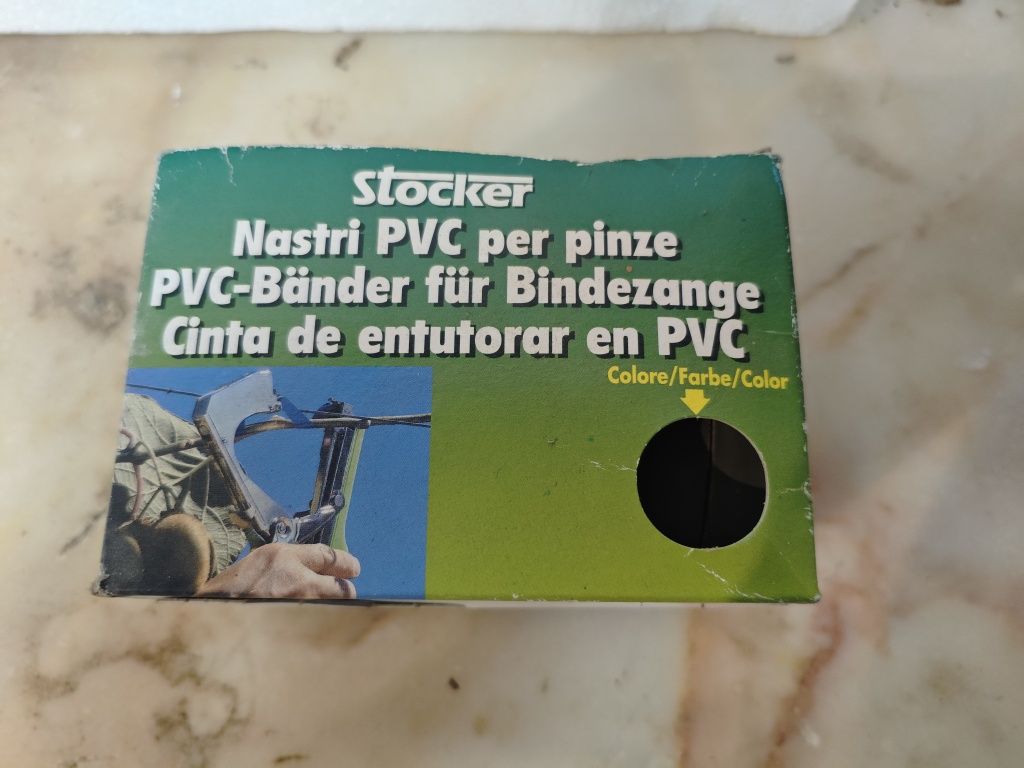 Stocker
Nastri PVC per pinze
PVC-Bänder für Bindezange
Cinta de entutorar en PVC
Colore/Farbe/Color